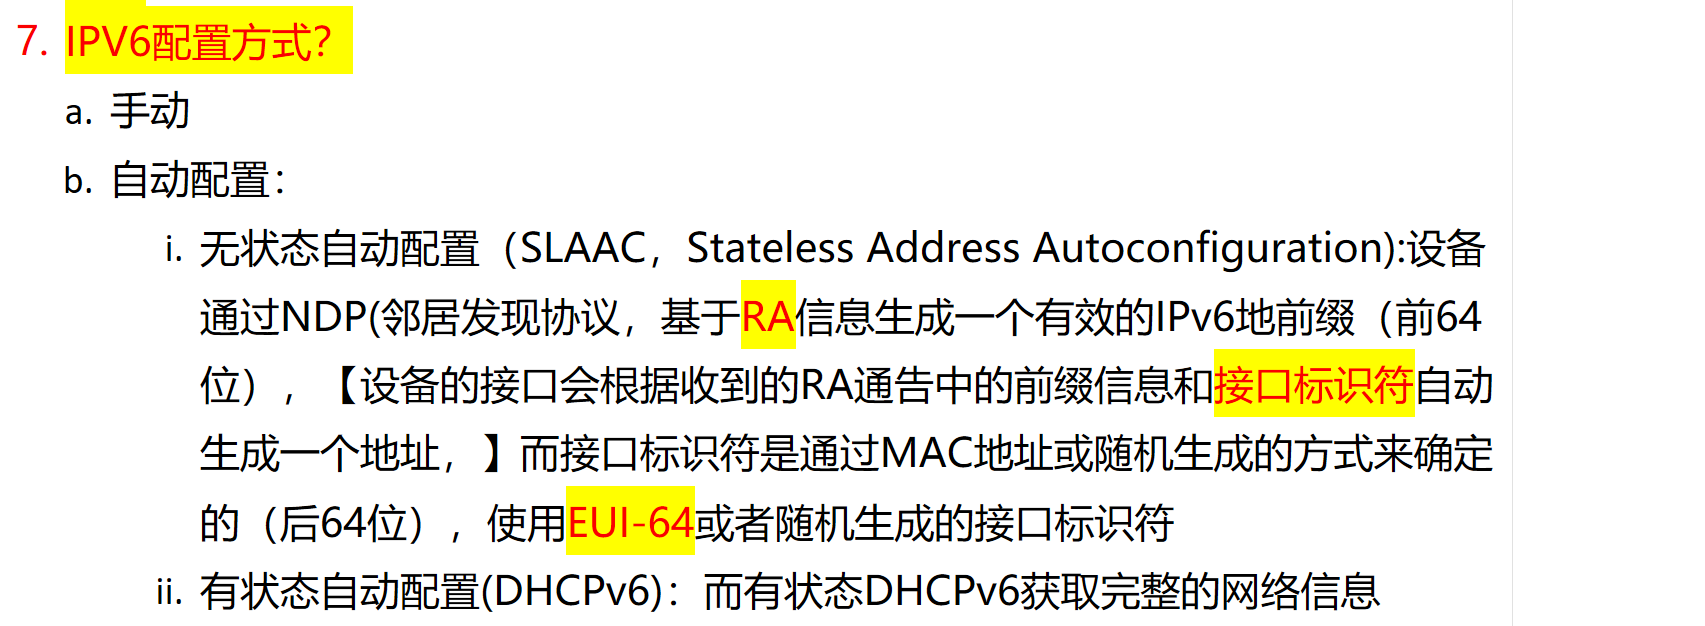 7. IPV6配置方式？
a. 手动
b. 自动配置：
i. 无状态自动配置（SLAAC，Stateless Address Autoconfiguration):设备
通过NDP(邻居发现协议，基于RA信息生成一个有效的IPv6地前缀（前64
位），【设备的接口会根据收到的RA通告中的前缀信息和接口标识符自动
生成一个地址，】而接口标识符是通过MAC地址或随机生成的方式来确定
的（后64位），使用EUI-64或者随机生成的接口标识符
ii. 有状态自动配置(DHCPv6)：而有状态DHCPv6获取完整的网络信息